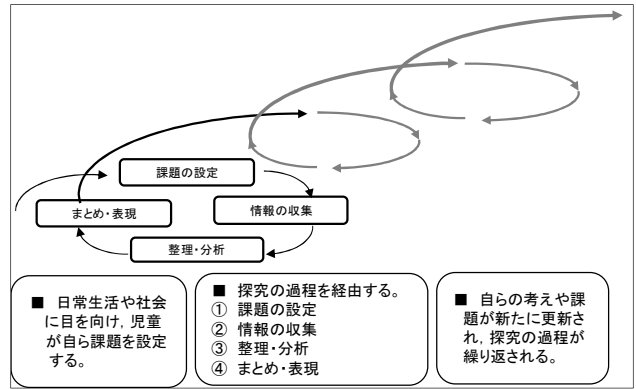 課題の設定
まとめ・表現
情報の収集
整理・分析
■ 日常生活や社会
に目を向け,児童
が自ら課題を設定
する。
■ 探究の過程を経由する。
① 課題の設定
② 情報の収集
③ 整理・分析
④ まとめ・表現
■ 自らの考えや課
題が新たに更新さ
れ,探究の過程が
繰り返される。